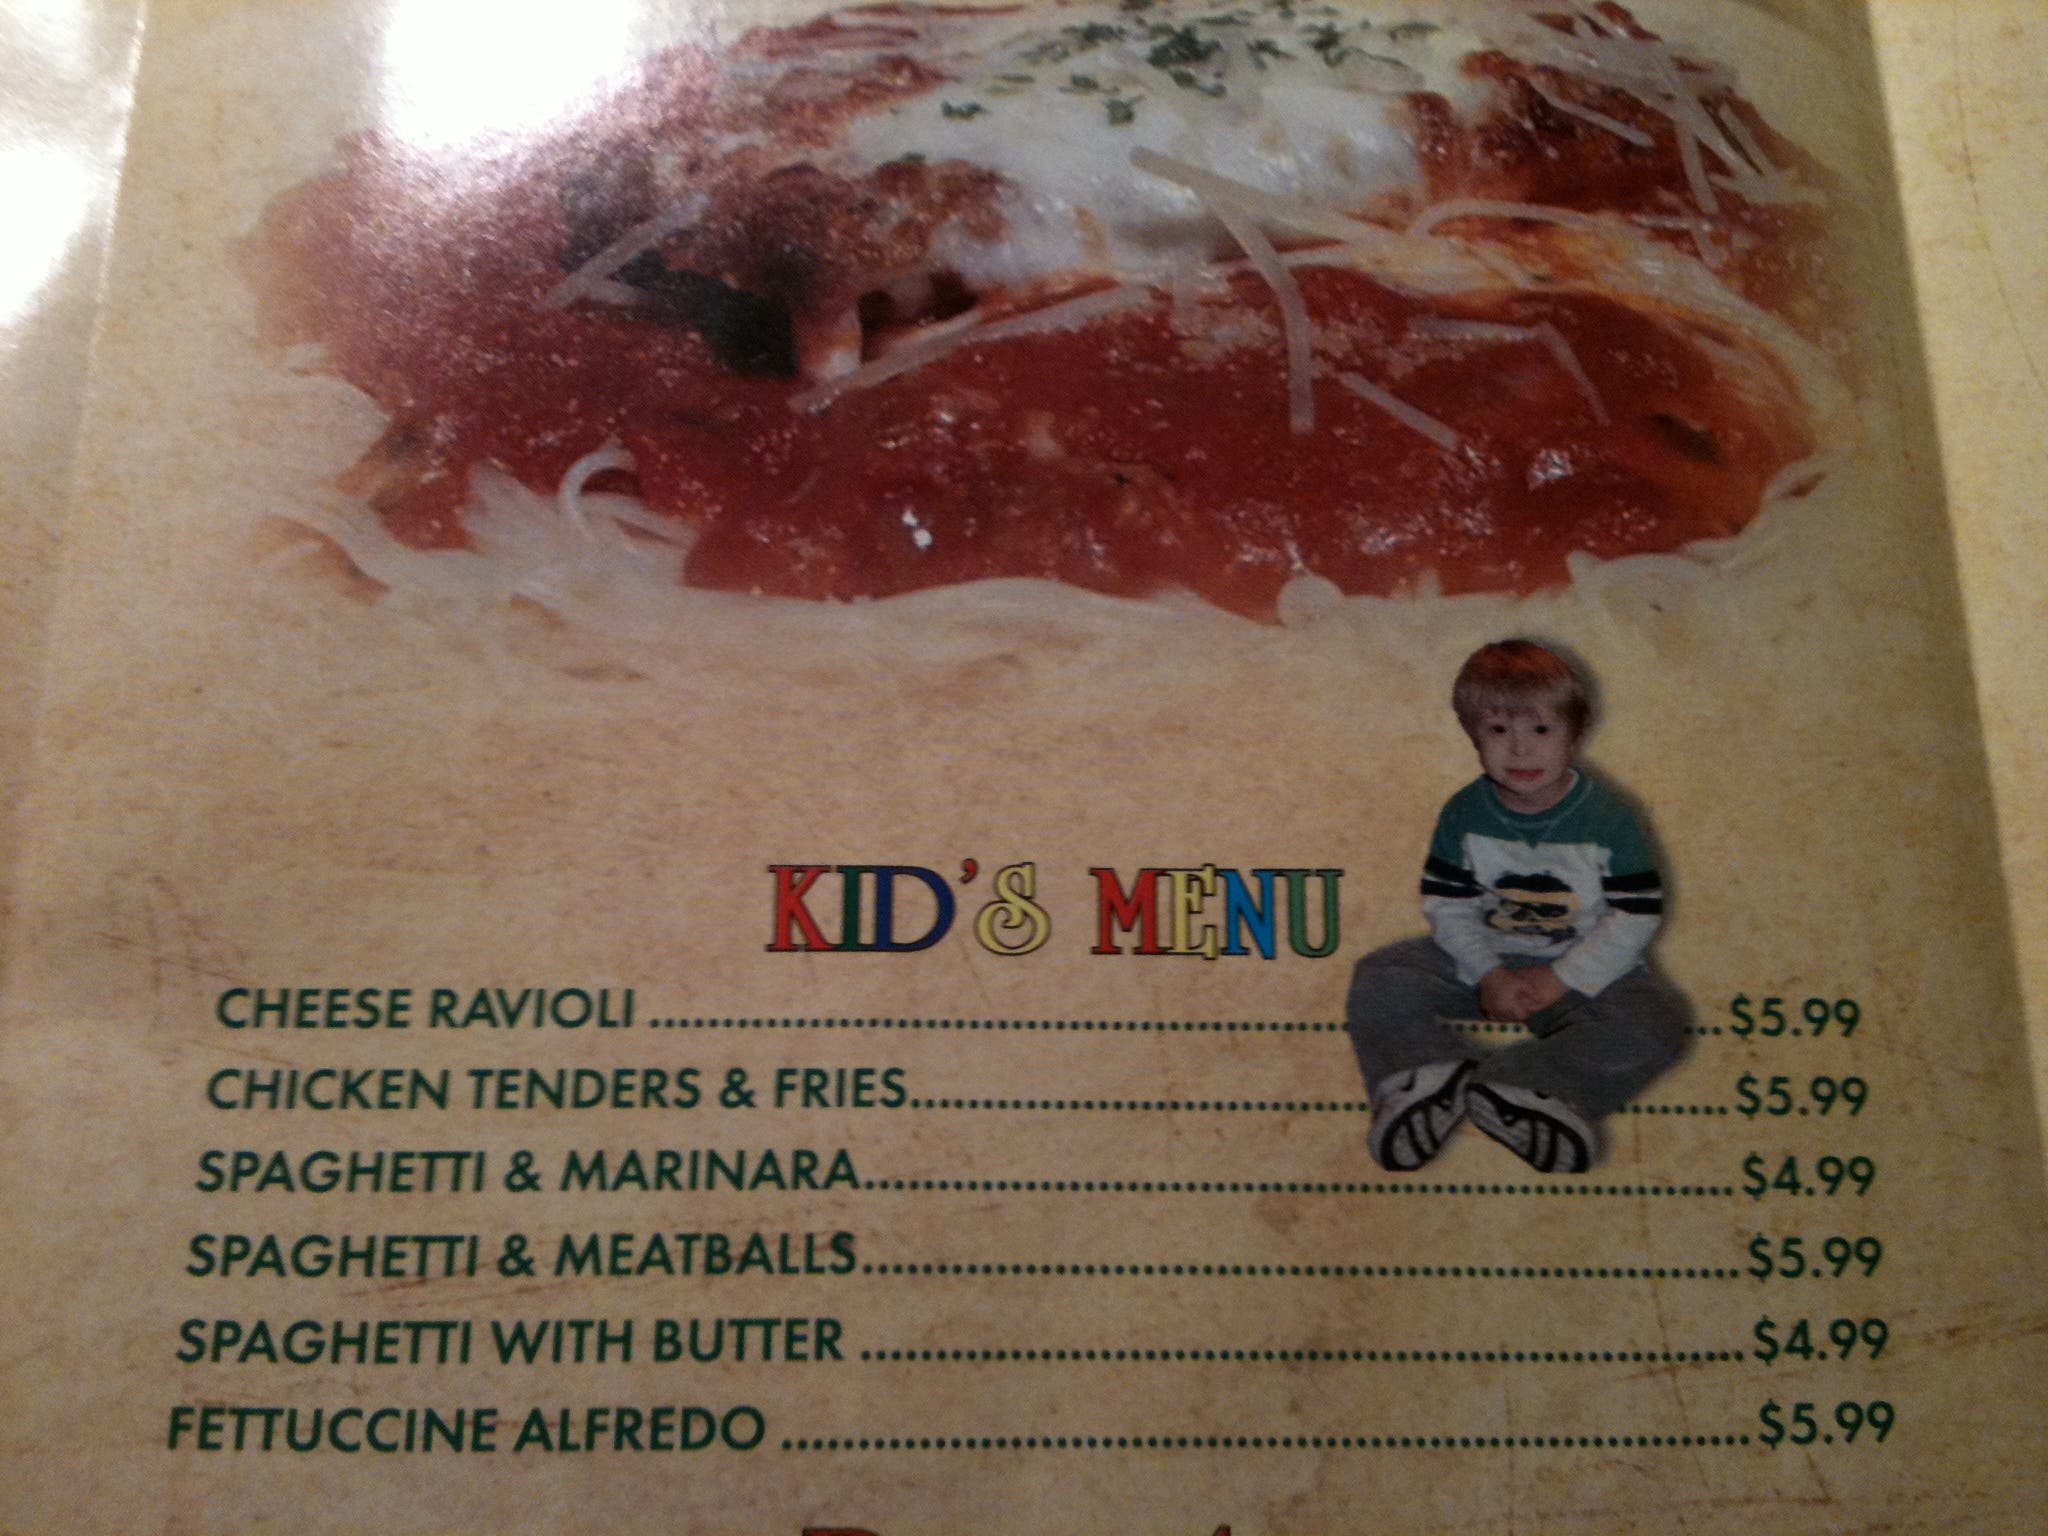 KID'S MENU
CHEESE RAVIOLI ........................................................$5.99
CHICKEN TENDERS & FRIES........................................................$5.99
SPAGHETTI & MARINARA........................................................$4.99
SPAGHETTI & MEATBALLS........................................................$5.99
SPAGHETTI WITH BUTTER ........................................................$4.99
FETTUCCINE ALFREDO ........................................................$5.99